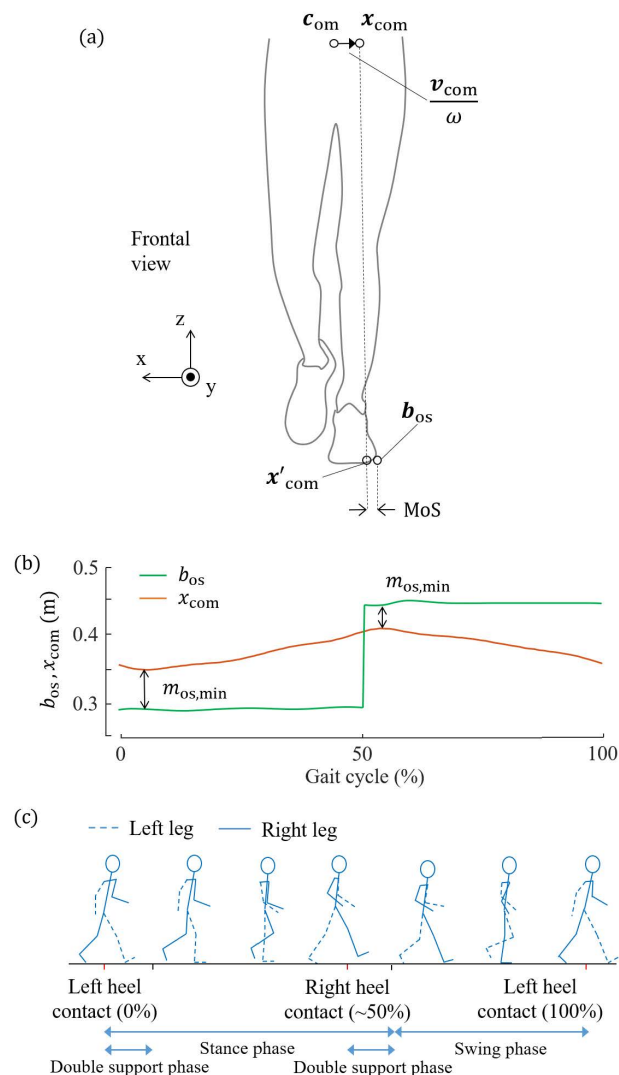 (a)
c_om x_com
v_com
ω
Frontal
view
z
x
y
b_os
x'_com
MoS
(b)
0.5
b_os
x_com
m_os,min
0.4
m_os,min
0.3
b_os, x_com (m)
0 50 100
Gait cycle (%)
(c)
Left leg Right leg
Left heel Right heel Left heel
contact (0%) contact (~50%) contact (100%)
Stance phase Swing phase
Double support phase Double support phase